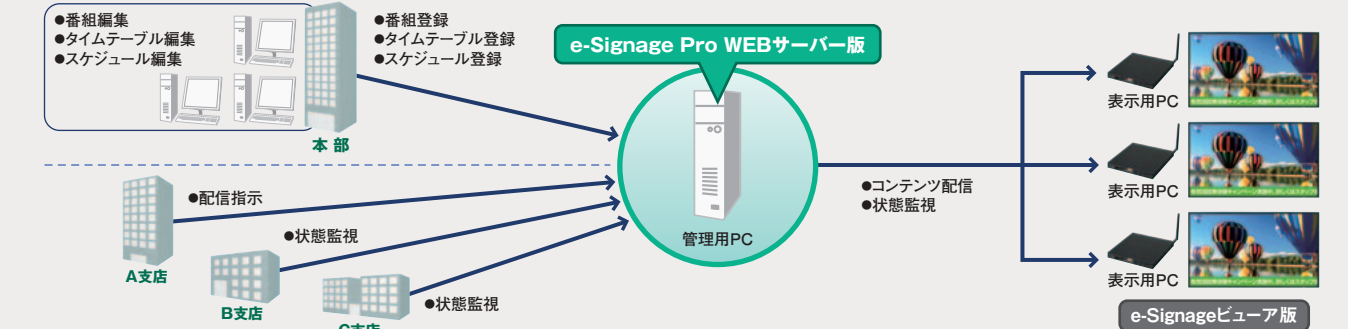 ●番組編集
●タイムテーブル編集
●スケジュール編集
本 部
●番組登録
●タイムテーブル登録
●スケジュール登録
e-Signage Pro WEBサーバー版
管理用PC
●配信指示
A支店
●状態監視
B支店
●状態監視
C支店
●コンテンツ配信
●状態監視
表示用PC
表示用PC
表示用PC
e-Signageビューア版